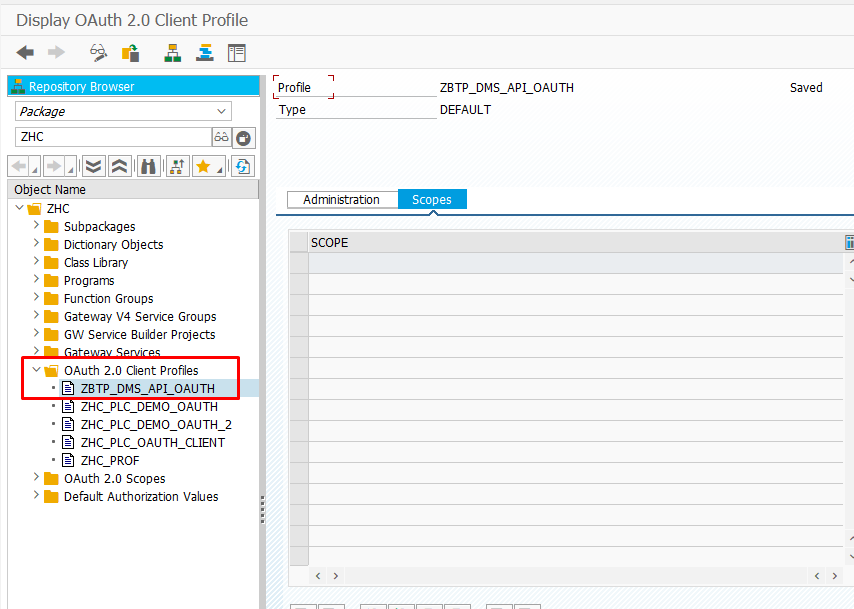 Display OAuth 2.0 Client Profile
Repository Browser
Package
ZHC
Object Name
ZHC
Subpackages
Dictionary Objects
Class Library
Programs
Function Groups
Gateway V4 Service Groups
GW Service Builder Projects
Gateway Services
OAuth 2.0 Client Profiles
ZBTP_DMS_API_OAUTH
ZHC_PLC_DEMO_OAUTH
ZHC_PLC_DEMO_OAUTH_2
ZHC_PLC_OAUTH_CLIENT
ZHC_PROF
OAuth 2.0 Scopes
Default Authorization Values
Profile ZBTP_DMS_API_OAUTH Saved
Type DEFAULT
Administration Scopes
SCOPE